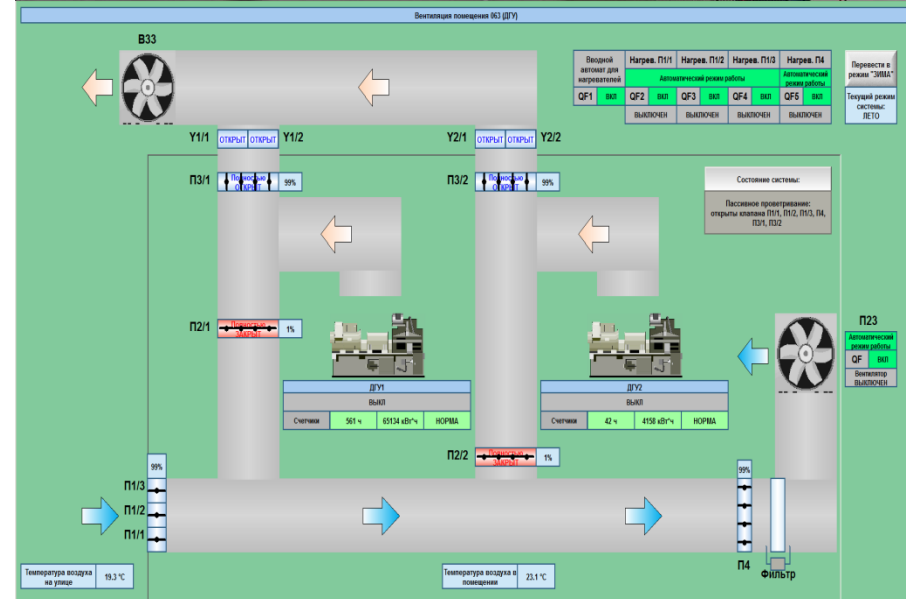 Вентиляция помещения 063 (ДГУ)
В33
Вводной автомат для нагревателей
Нагрев. П1/1
Нагрев. П1/2
Нагрев. П1/3
Нагрев. П4
Автоматический режим работы
Автоматический режим работы
QF1 ВКЛ QF2 ВКЛ QF3 ВКЛ QF4 ВКЛ QF5 ВКЛ
ВЫКЛЮЧЕН ВЫКЛЮЧЕН ВЫКЛЮЧЕН ВЫКЛЮЧЕН
Перевести в
режим "ЗИМА"
Текущий режим
системы:
ЛЕТО
Y1/1 ОТКРЫТ ОТКРЫТ Y1/2
Y2/1 ОТКРЫТ ОТКРЫТ Y2/2
П3/1 Полностью ОТКРЫТ 99%
П3/2 Полностью ОТКРЫТ 99%
Состояние системы:
Пассивное проветривание:
открыты клапана П1/1, П1/2, П1/3, П4,
П3/1, П3/2
П2/1 Полностью ЗАКРЫТ 1%
П23
Автоматический
режим работы
QF ВКЛ
Вентилятор
ВЫКЛЮЧЕН
ДГУ1
ВЫКЛ
Счетчики 561 ч 65134 кВт*ч НОРМА
ДГУ2
ВЫКЛ
Счетчики 42 ч 4158 кВт*ч НОРМА
П2/2 Полностью ЗАКРЫТ 1%
99%
П1/3
П1/2
П1/1
99%
П4
Фильтр
Температура воздуха
на улице
19.3 °C
Температура воздуха в
помещении
23.1 °C